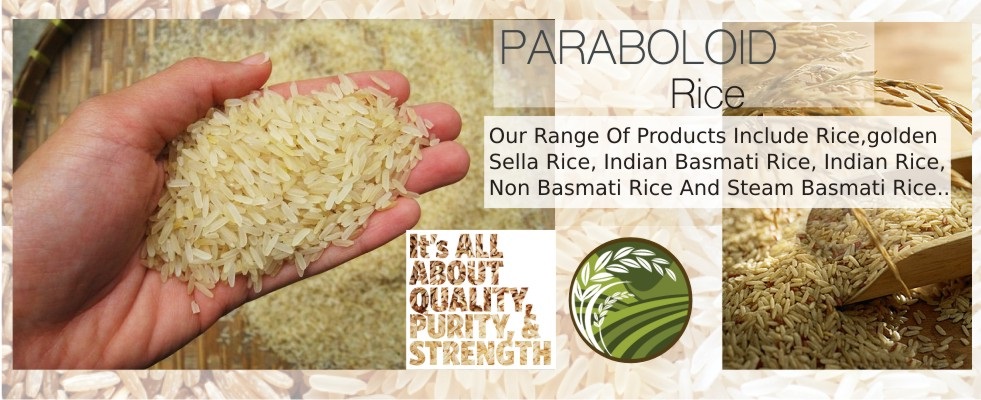 PARABOLOID
Rice
Our Range Of Products Include Rice,golden
Sella Rice, Indian Basmati Rice, Indian Rice,
Non Basmati Rice And Steam Basmati Rice..
It's ALL
ABOUT
QUALITY,
PURITY, &
STRENGTH